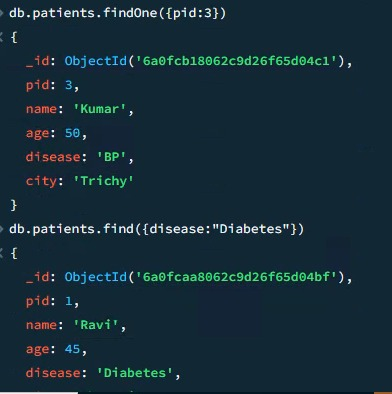 db.patients.findOne({pid:3})
{
_id: ObjectId('6a0fcb18062c9d26f65d04c1'),
pid: 3,
name: 'Kumar',
age: 50,
disease: 'BP',
city: 'Trichy'
}
db.patients.find({disease:"Diabetes"})
{
_id: ObjectId('6a0fcaa8062c9d26f65d04bf'),
pid: 1,
name: 'Ravi',
age: 45,
disease: 'Diabetes',